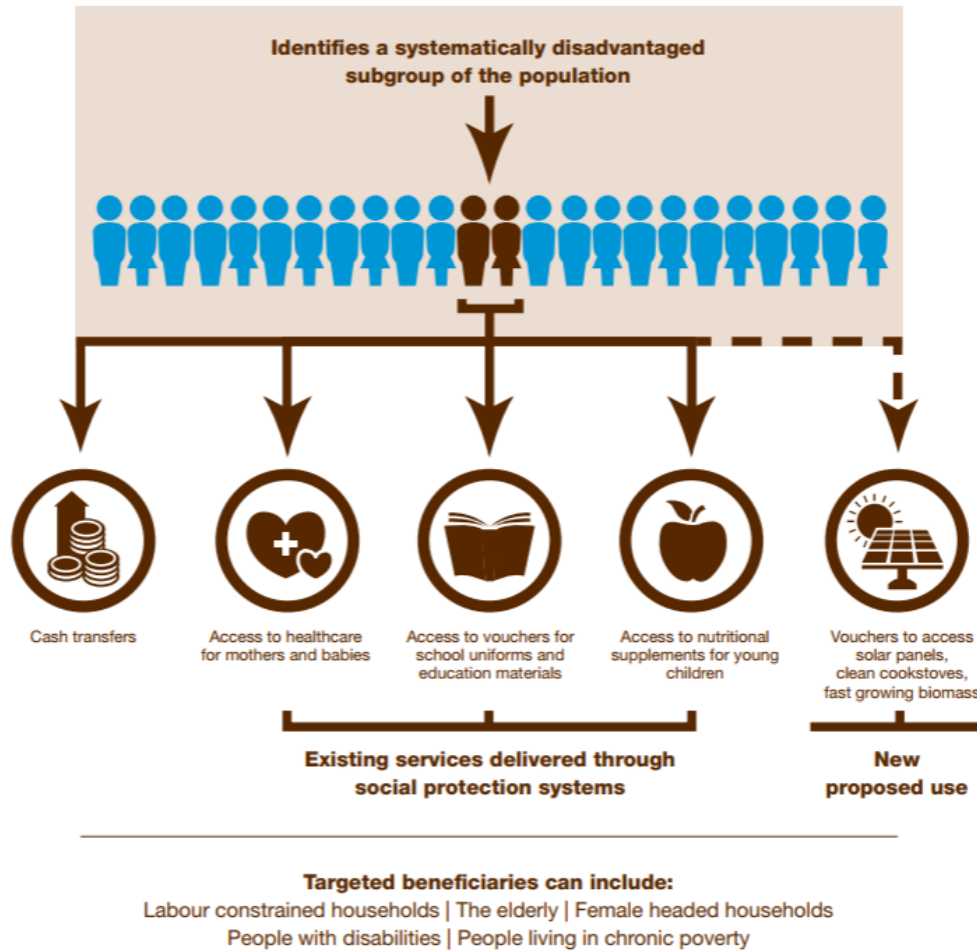 Identifies a systematically disadvantaged
subgroup of the population
Cash transfers
Access to healthcare
for mothers and babies
Access to vouchers for
school uniforms and
education materials
Access to nutritional
supplements for young
children
Vouchers to access
solar panels,
clean cookstoves,
fast growing biomass
Existing services delivered through
social protection systems
New
proposed use
Targeted beneficiaries can include:
Labour constrained households | The elderly | Female headed households
People with disabilities | People living in chronic poverty